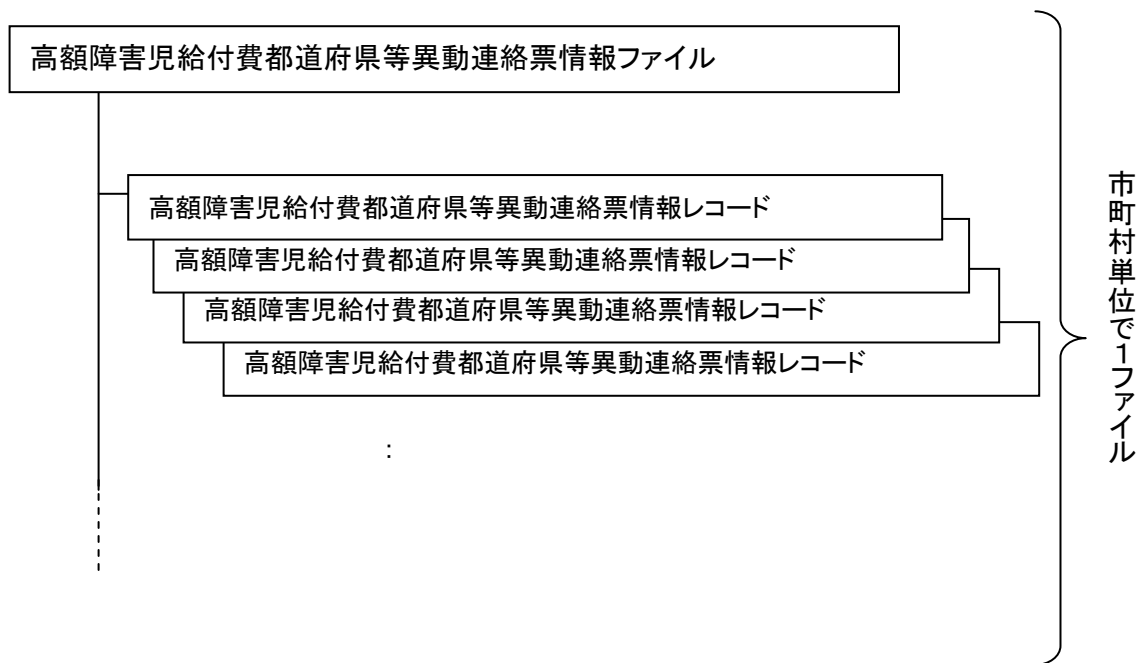 高額障害児給付費都道府県等異動連絡票情報ファイル
高額障害児給付費都道府県等異動連絡票情報レコード
高額障害児給付費都道府県等異動連絡票情報レコード
高額障害児給付費都道府県等異動連絡票情報レコード
高額障害児給付費都道府県等異動連絡票情報レコード
:
市町村単位で1ファイル